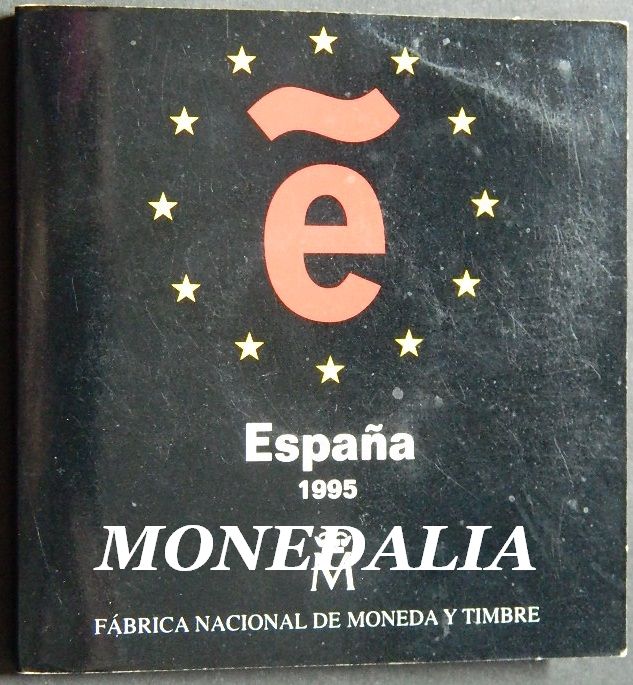 ẽ
España
1995
MONEDALIA
M
FÁBRICA NACIONAL DE MONEDA Y TIMBRE